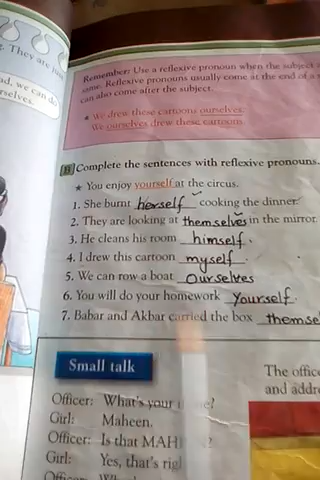 They are just
ad, we can do
rselves.
Remember: Use a reflexive pronoun when the subject
same. Reflexive pronouns usually come at the end of a
can also come after the subject.
★ We drew these cartoons ourselves.
We ourselves drew these cartoons.
B Complete the sentences with reflexive pronouns.
★ You enjoy yourself at the circus.
1. She burnt herself cooking the dinner.
2. They are looking at themselves in the mirror.
3. He cleans his room himself.
4. I drew this cartoon myself.
5. We can row a boat Ourselves
6. You will do your homework Yourself.
7. Babar and Akbar carried the box themse
Small talk
The office
and addre
Officer: What's your
Girl: Maheen.
Officer: Is that MAH ?
Girl: Yes, that's rig